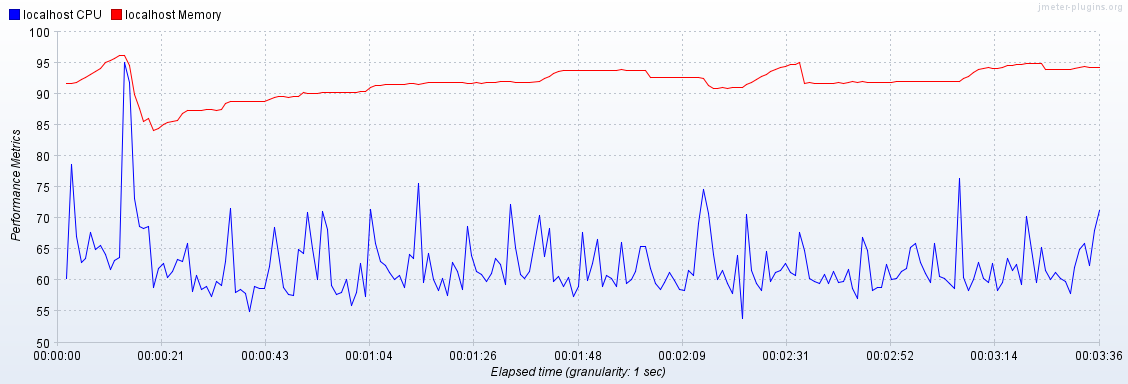 jmeter-plugins.org
localhost CPU localhost Memory
100
95
90
85
80
75
70
65
60
55
50
Performance Metrics
00:00:00 00:00:21 00:00:43 00:01:04 00:01:26 00:01:48 00:02:09 00:02:31 00:02:52 00:03:14 00:03:36
Elapsed time (granularity: 1 sec)